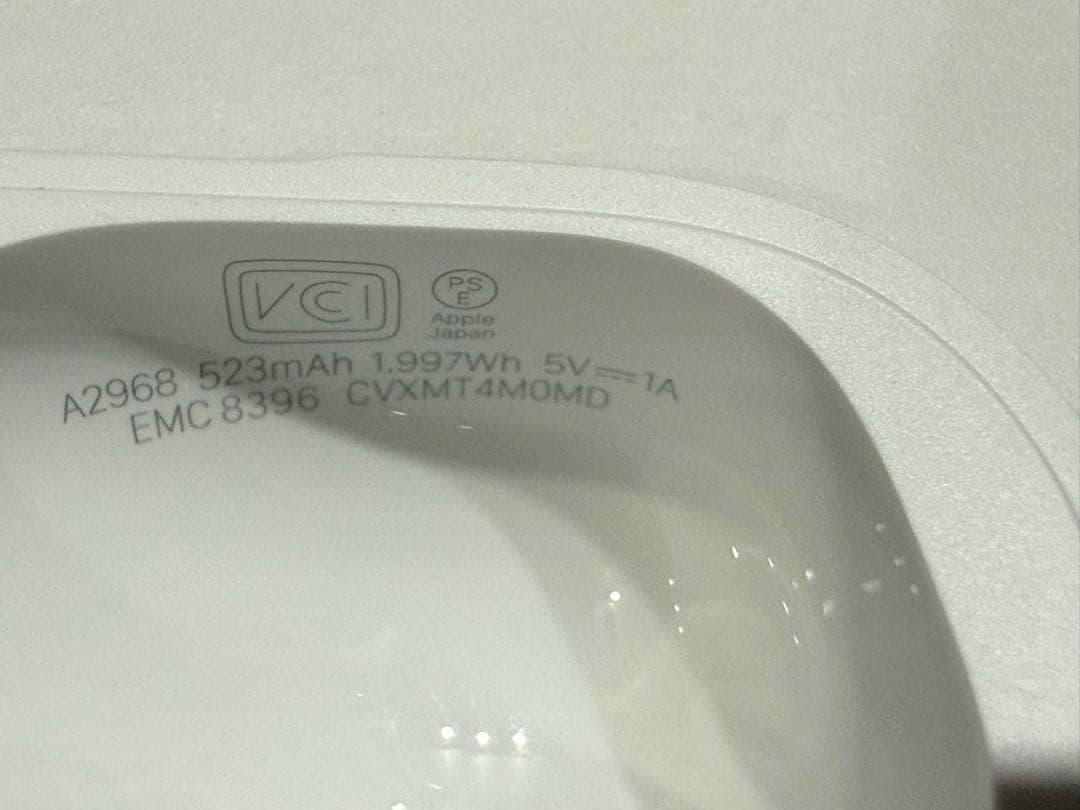 VCI
PS
E
Apple
Japan
A2968 523mAh 1.997Wh 5V⎓1A
EMC 8396 CVXMT4M0MD